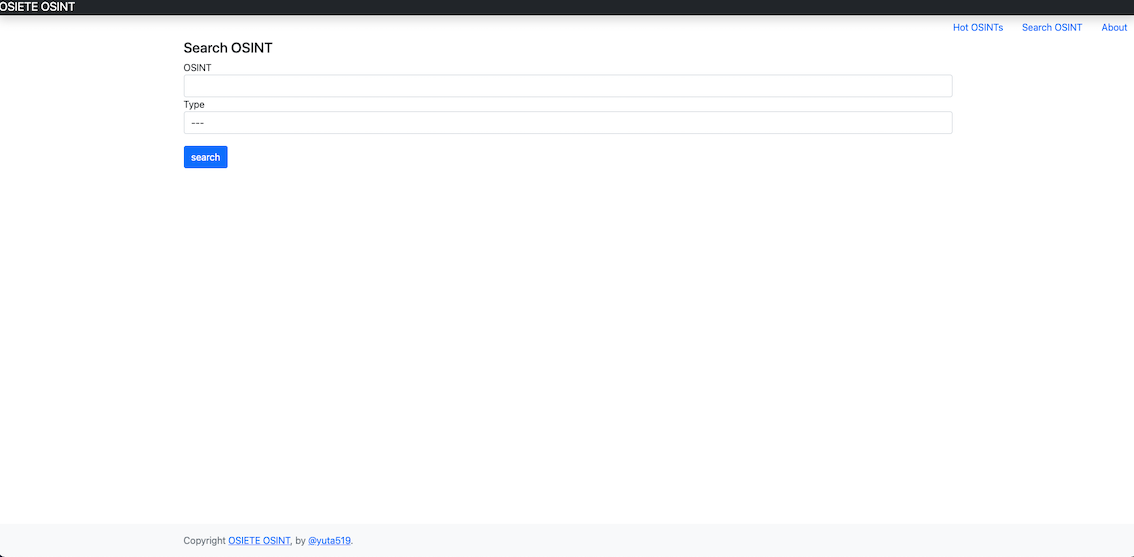 OSIETE OSINT
Hot OSINTs Search OSINT About
Search OSINT
OSINT
Type
---
search
Copyright OSIETE OSINT, by @yuta519.